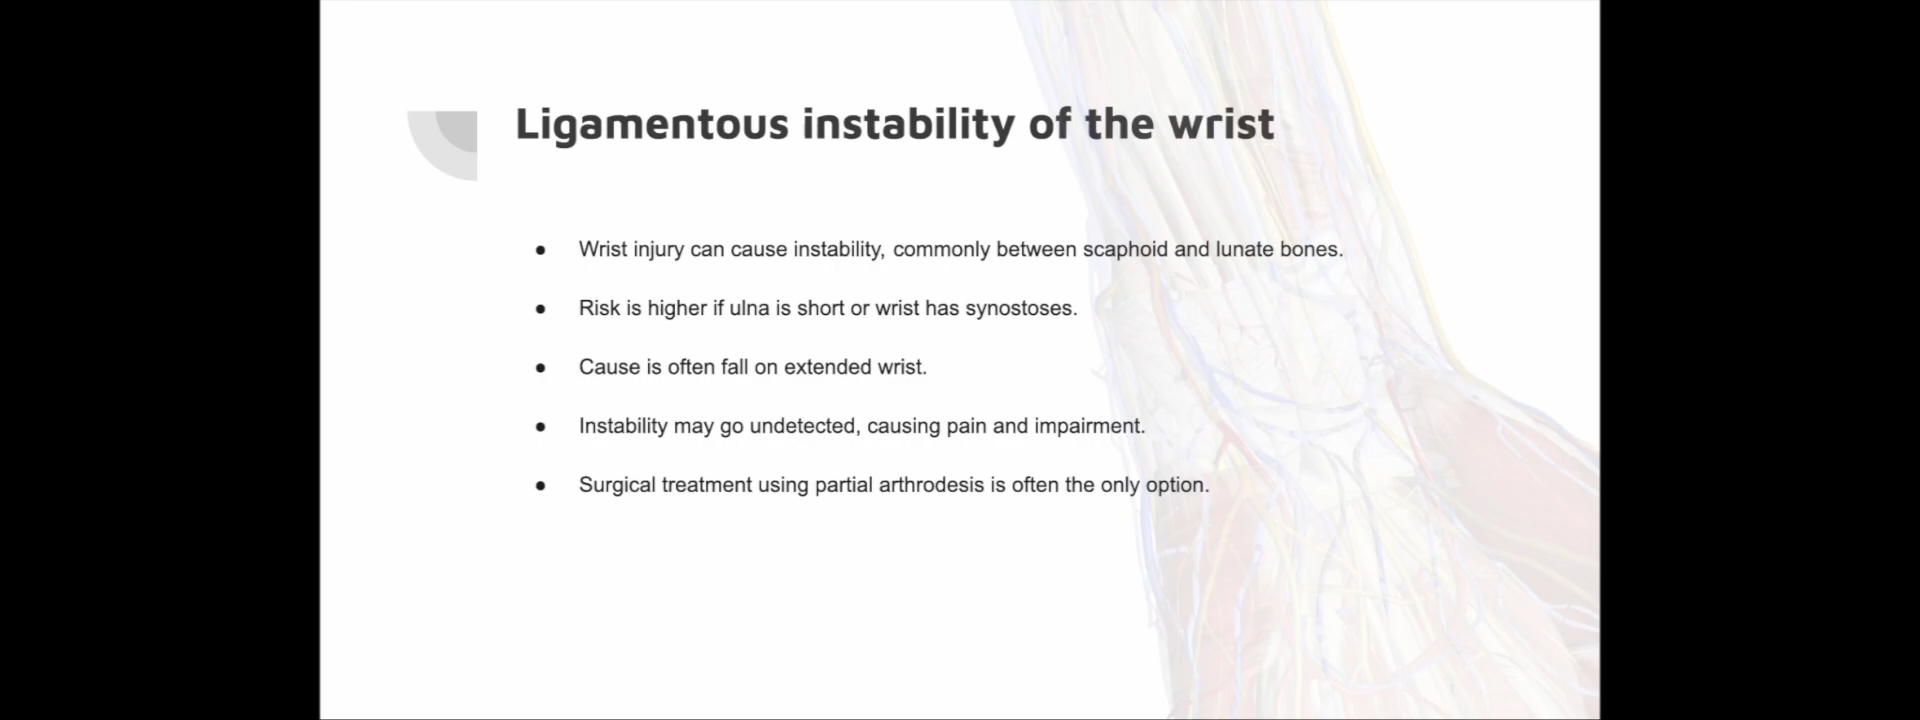 Ligamentous instability of the wrist
● Wrist injury can cause instability, commonly between scaphoid and lunate bones.
● Risk is higher if ulna is short or wrist has synostoses.
● Cause is often fall on extended wrist.
● Instability may go undetected, causing pain and impairment.
● Surgical treatment using partial arthrodesis is often the only option.